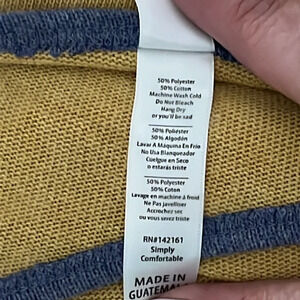 50% Polyester
50% Cotton
Machine Wash Cold
Do Not Bleach
Hang Dry
or you'll be sad
50% Poliéster
50% Algodón
Lavar A Máquina En Frío
No Usa Blanqueador
Cuelgue en Seco
o estarás triste
50% Polyester
50% Coton
Lavage en machine à froid
Ne Pas javelliser
Accrochez sec
ou vous serez triste
RN#142161
Simply
Comfortable
MADE IN
GUATEMALA